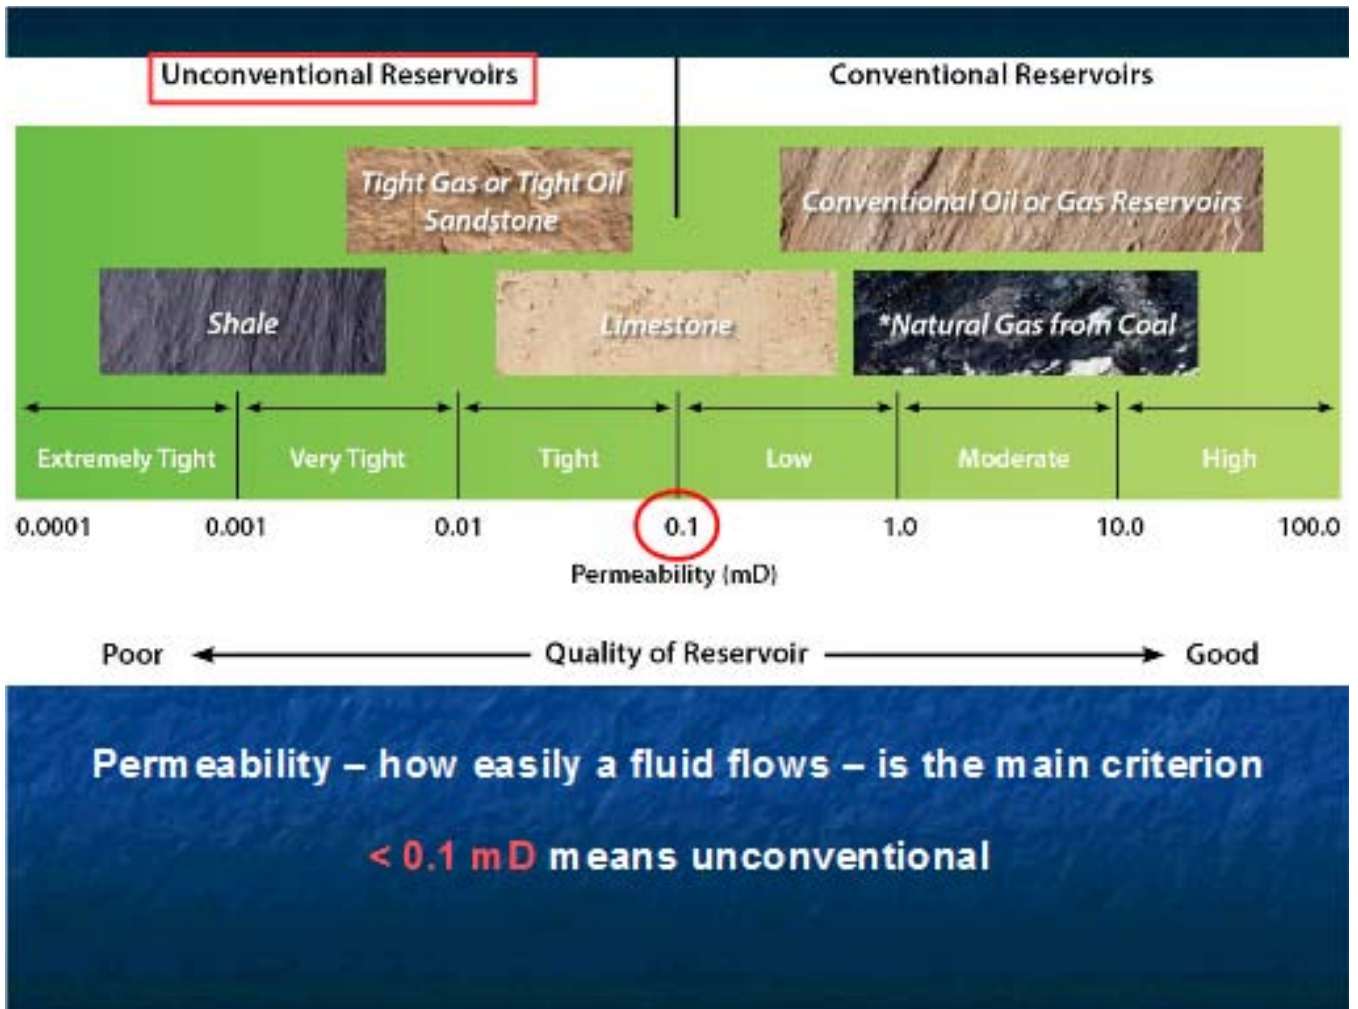 Unconventional Reservoirs
Conventional Reservoirs
Tight Gas or Tight Oil
Sandstone
Conventional Oil or Gas Reservoirs
Shale
Limestone
*Natural Gas from Coal
Extremely Tight
Very Tight
Tight
Low
Moderate
High
0.0001
0.001
0.01
0.1
1.0
10.0
100.0
Permeability (mD)
Poor
Quality of Reservoir
Good
Permeability – how easily a fluid flows – is the main criterion
< 0.1 mD means unconventional